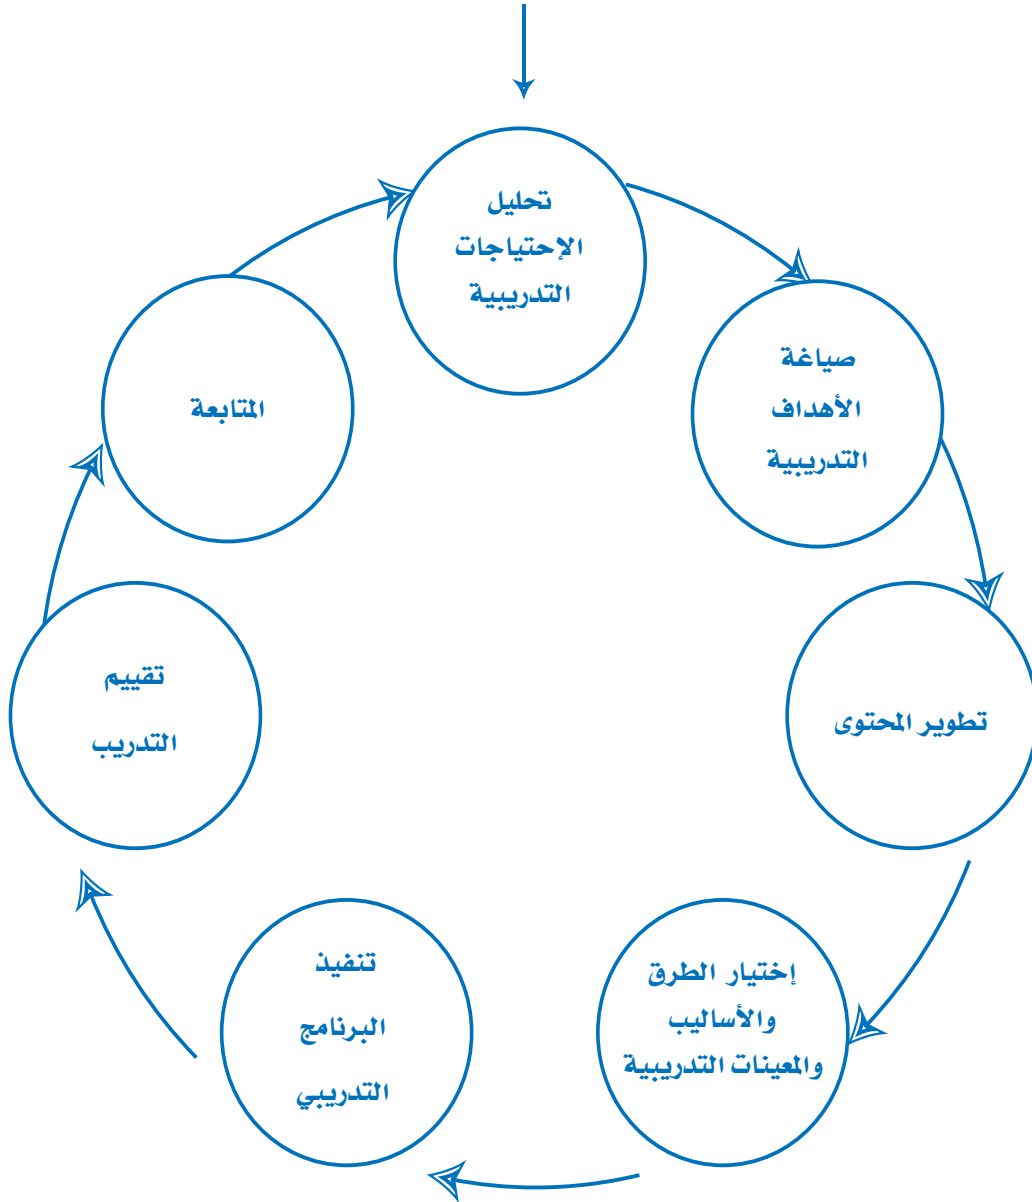 تحليل
الإحتياجات
التدريبية
صياغة
الأهداف
التدريبية
تطوير المحتوى
إختيار الطرق
والأساليب
والمعينات التدريبية
تنفيذ
البرنامج
التدريبي
تقييم
التدريب
المتابعة